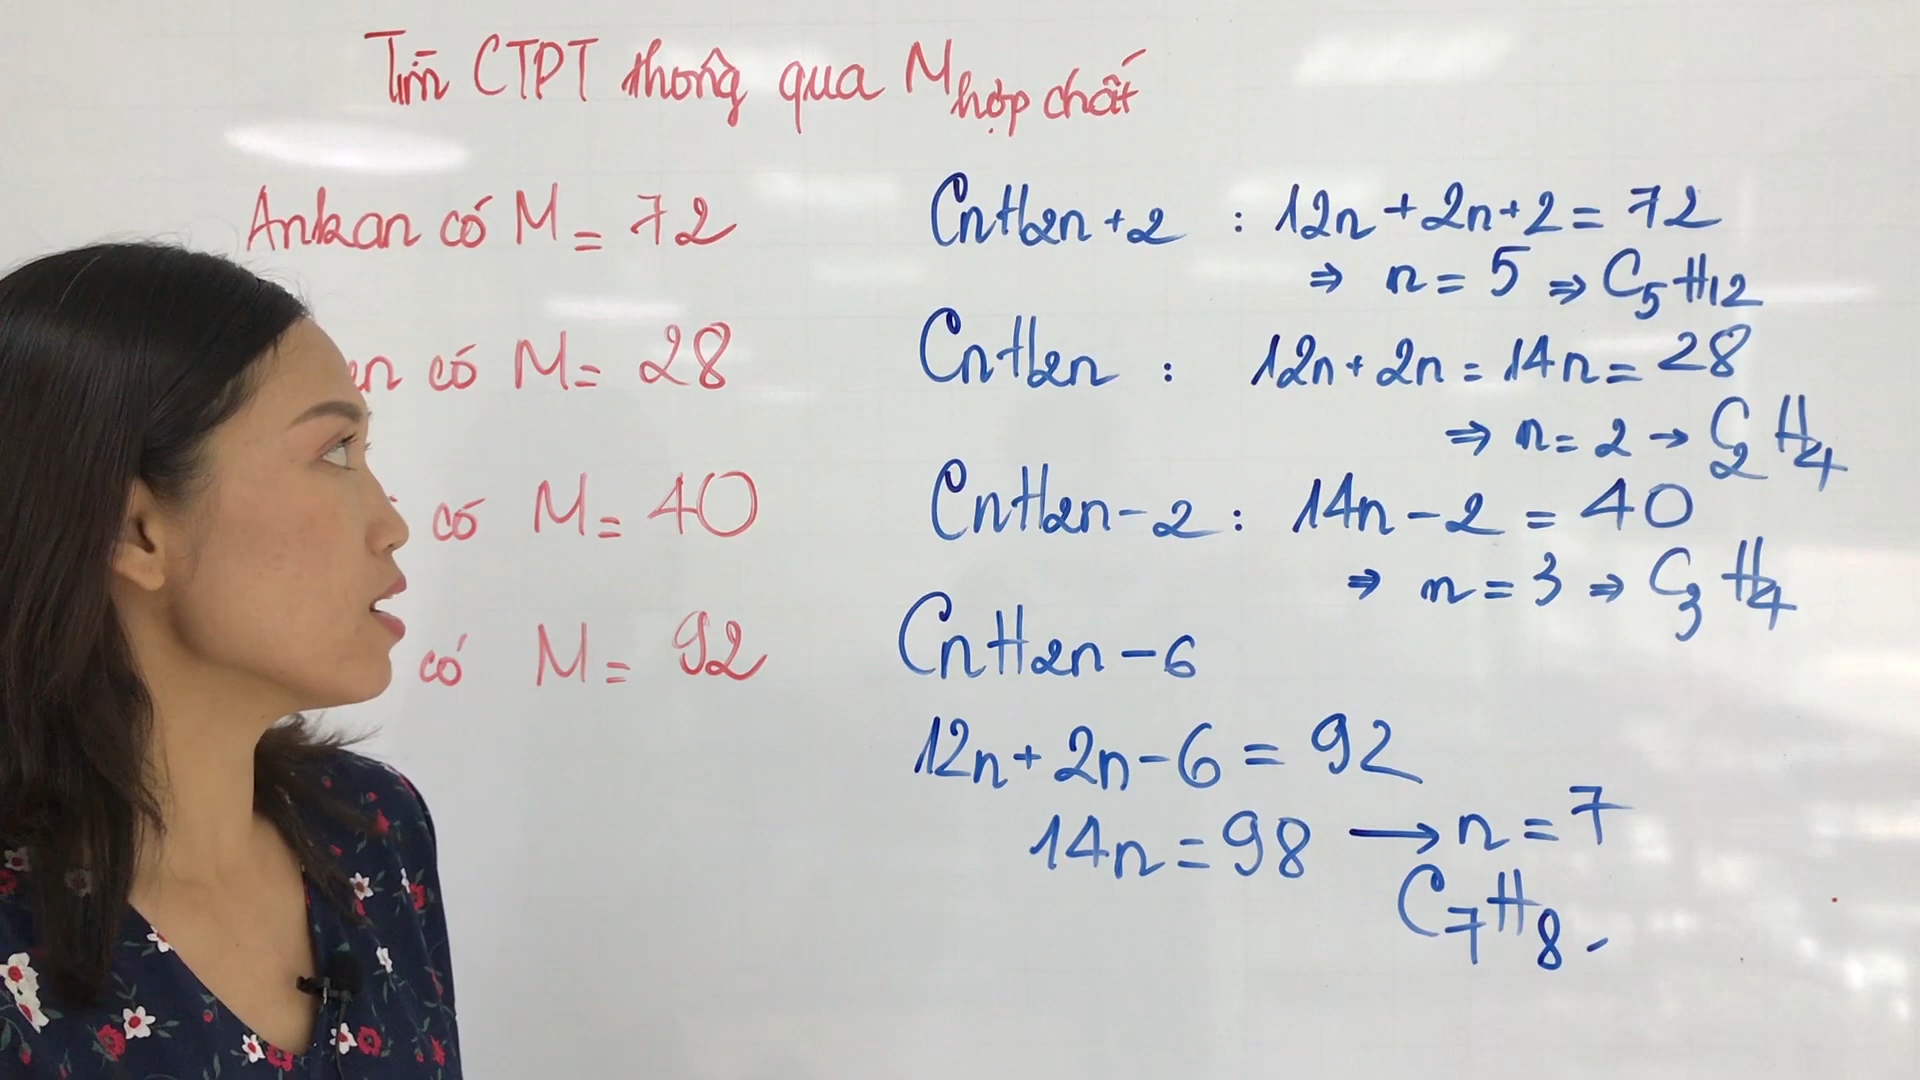 Tìm CTPT thông qua M hợp chất
Ankan có M = 72
CnH2n+2 : 12n + 2n + 2 = 72
⇒ n = 5 ⇒ C5H12
có M = 28
CnH2n : 12n + 2n = 14n = 28
⇒ n = 2 → C2H4
có M = 40
CnH2n-2 : 14n - 2 = 40
⇒ n = 3 ⇒ C3H4
có M = 92
CnH2n-6
12n + 2n - 6 = 92
14n = 98 → n = 7
C7H8